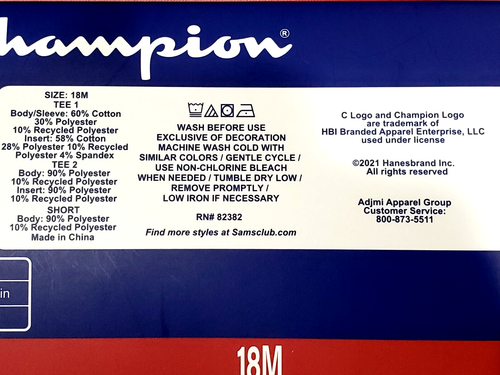 hampion®
SIZE: 18M
TEE 1
Body/Sleeve: 60% Cotton
30% Polyester
10% Recycled Polyester
Insert: 58% Cotton
28% Polyester 10% Recycled
Polyester 4% Spandex
TEE 2
Body: 90% Polyester
10% Recycled Polyester
Insert: 90% Polyester
10% Recycled Polyester
SHORT
Body: 90% Polyester
10% Recycled Polyester
Made in China
WASH BEFORE USE
EXCLUSIVE OF DECORATION
MACHINE WASH COLD WITH
SIMILAR COLORS / GENTLE CYCLE /
USE NON-CHLORINE BLEACH
WHEN NEEDED / TUMBLE DRY LOW /
REMOVE PROMPTLY /
LOW IRON IF NECESSARY
RN# 82382
Find more styles at Samsclub.com
C Logo and Champion Logo
are trademark of
HBI Branded Apparel Enterprise, LLC
used under license
©2021 Hanesbrand Inc.
All rights reserved
Adjmi Apparel Group
Customer Service:
800-873-5511
in
18M